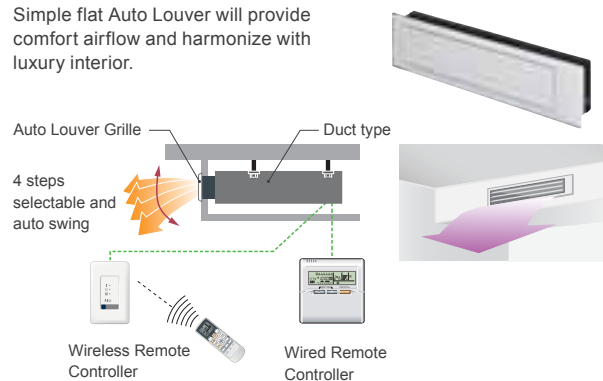 Simple flat Auto Louver will provide
comfort airflow and harmonize with
luxury interior.
Auto Louver Grille
Duct type
4 steps
selectable and
auto swing
Wireless Remote
Controller
Wired Remote
Controller